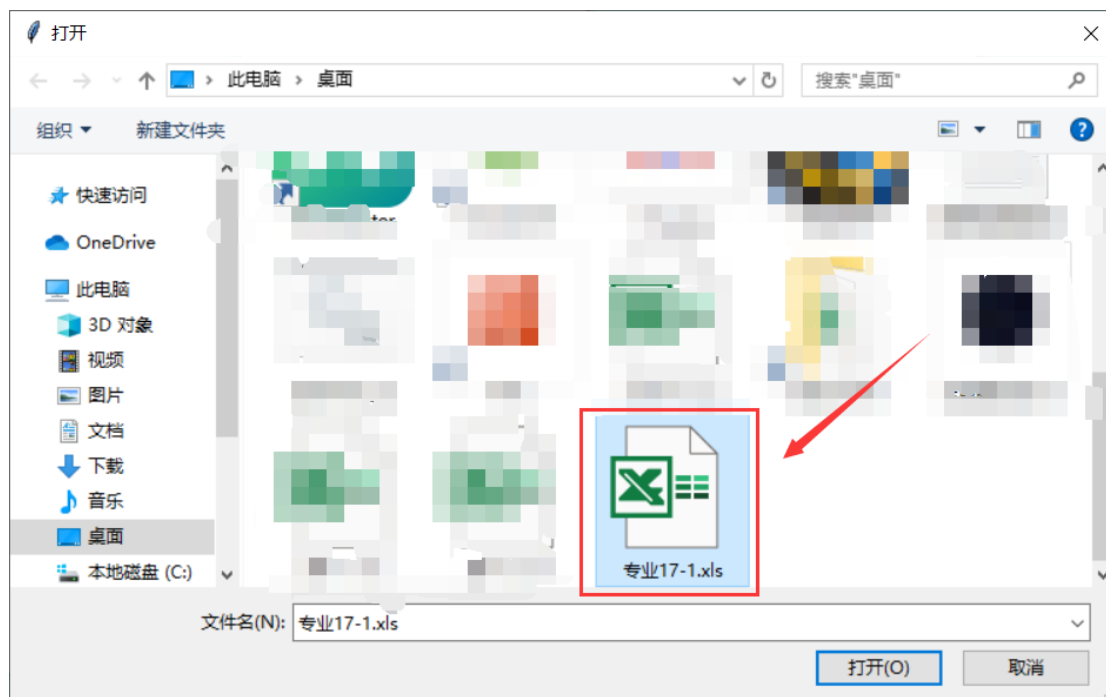 打开
此电脑 > 桌面
搜索"桌面"
组织
新建文件夹
快速访问
OneDrive
此电脑
3D 对象
视频
图片
文档
下载
音乐
桌面
本地磁盘 (C:)
专业17-1.xls
文件名(N):
专业17-1.xls
打开(O)
取消